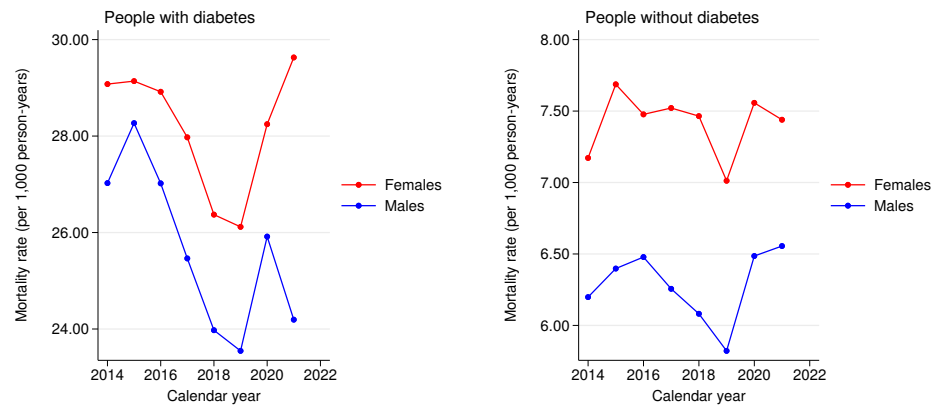 People with diabetes
30.00
28.00
26.00
24.00
Mortality rate (per 1,000 person-years)
2014 2016 2018 2020 2022
Calendar year
Females
Males
People without diabetes
8.00
7.50
7.00
6.50
6.00
Mortality rate (per 1,000 person-years)
2014 2016 2018 2020 2022
Calendar year
Females
Males